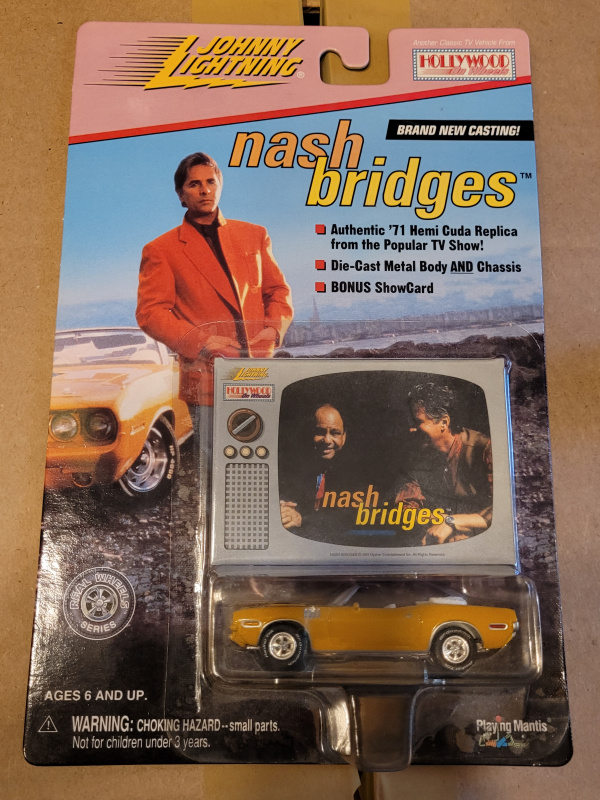 JOHNNY
LIGHTNING®
Another Classic TV Vehicle From
HOLLYWOOD
On Wheels
BRAND NEW CASTING!
nash
bridges™
Authentic '71 Hemi Cuda Replica
from the Popular TV Show!
Die-Cast Metal Body AND Chassis
BONUS ShowCard
JOHNNY
LIGHTNING
HOLLYWOOD
On Wheels
nash
bridges
REAL WHEELS
SERIES
AGES 6 AND UP.
WARNING: CHOKING HAZARD--small parts.
Not for children under 3 years.
Playing Mantis®